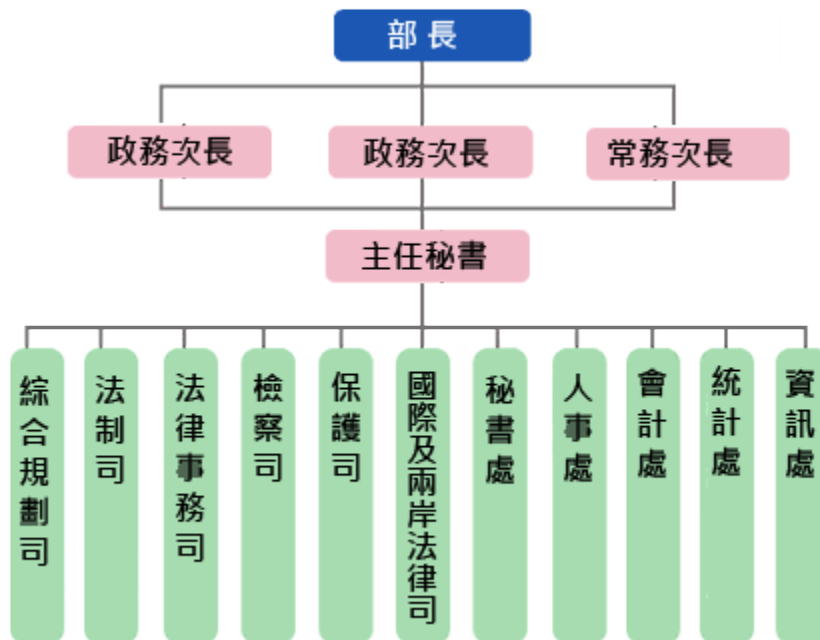 部長
政務次長
政務次長
常務次長
主任秘書
綜合規劃司
法制司
法律事務司
檢察司
保護司
國際及兩岸法律司
秘書處
人事處
會計處
統計處
資訊處